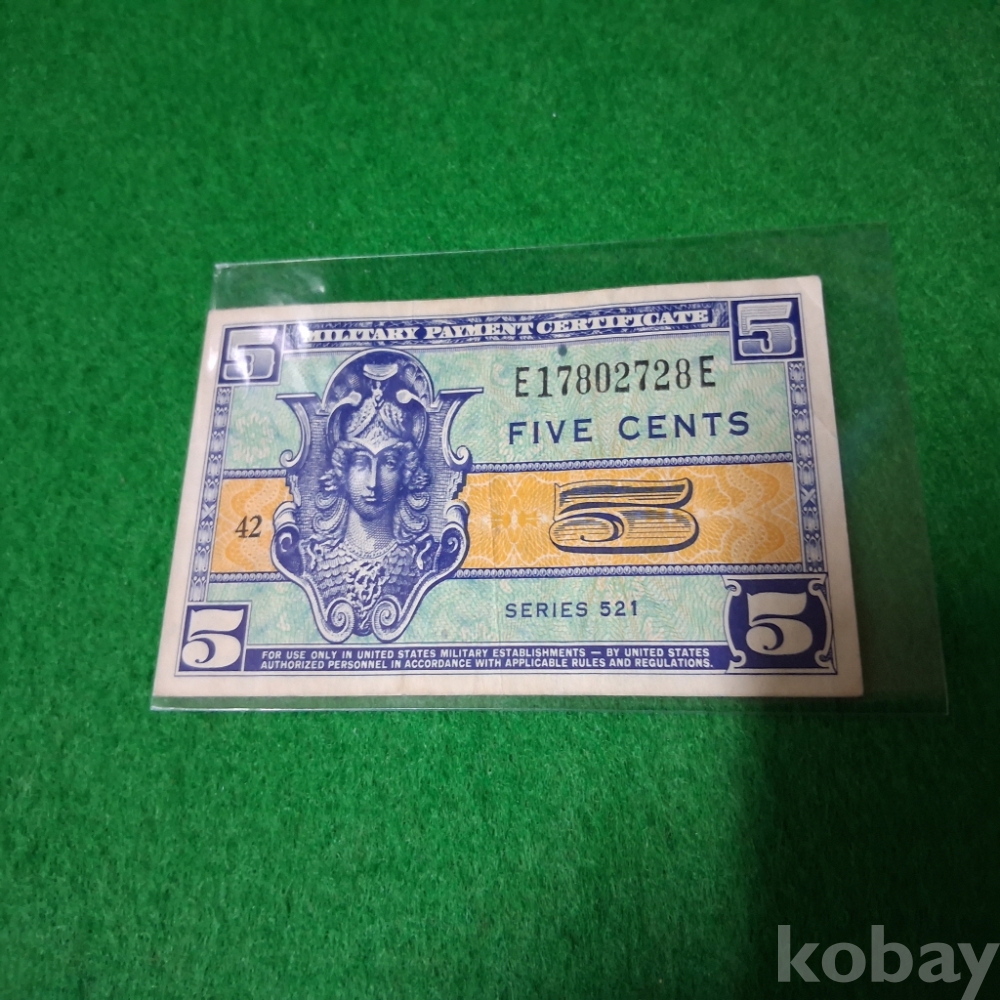 5 MILITARY PAYMENT CERTIFICATE 5
E17802728E
FIVE CENTS
42 5
SERIES 521
5 5
FOR USE ONLY IN UNITED STATES MILITARY ESTABLISHMENTS — BY UNITED STATES
AUTHORIZED PERSONNEL IN ACCORDANCE WITH APPLICABLE RULES AND REGULATIONS.
kobay